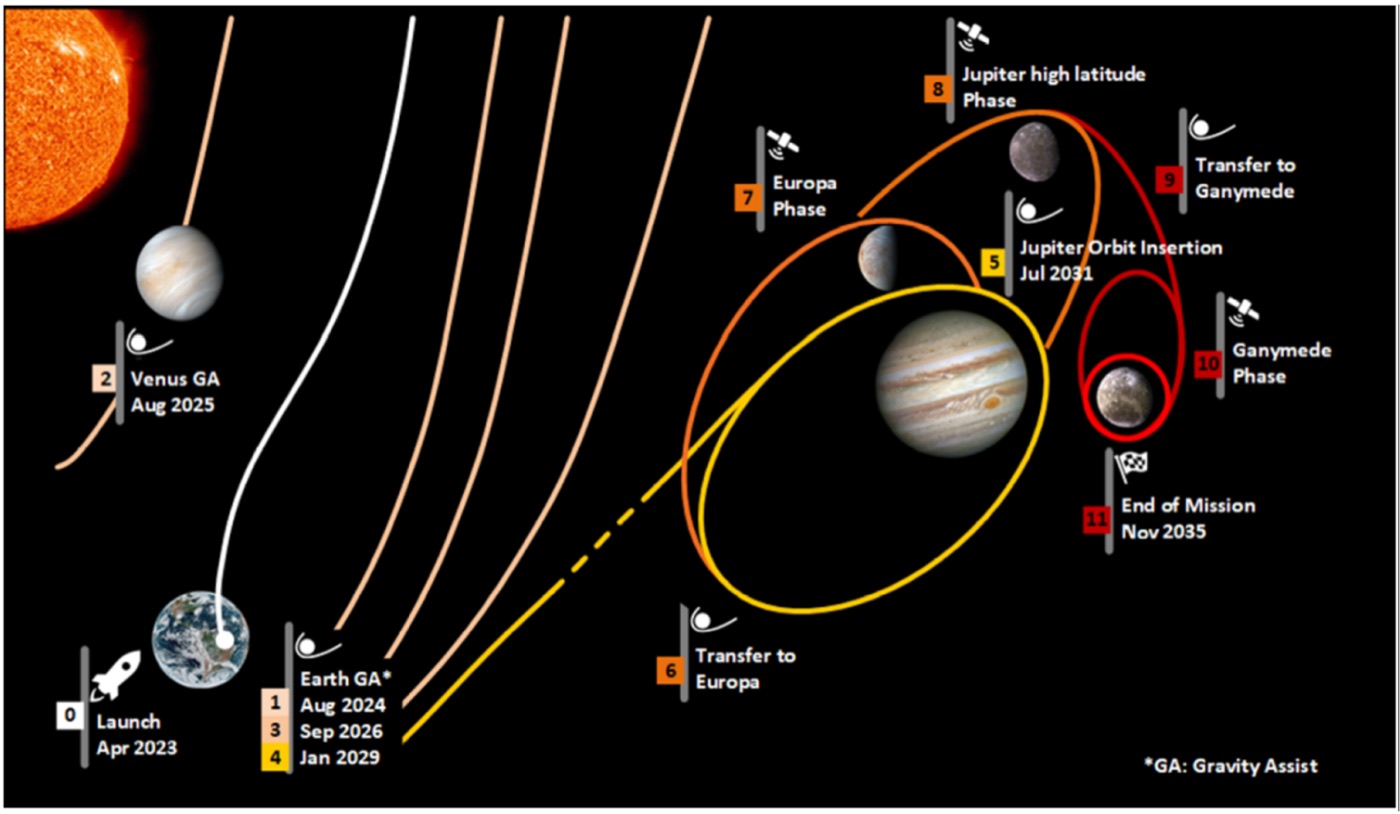 8
Jupiter high latitude
Phase
7
Europa
Phase
9
Transfer to
Ganymede
5
Jupiter Orbit Insertion
Jul 2031
2
Venus GA
Aug 2025
10
Ganymede
Phase
11
End of Mission
Nov 2035
6
Transfer to
Europa
0
Launch
Apr 2023
Earth GA*
1 Aug 2024
3 Sep 2026
4 Jan 2029
*GA: Gravity Assist